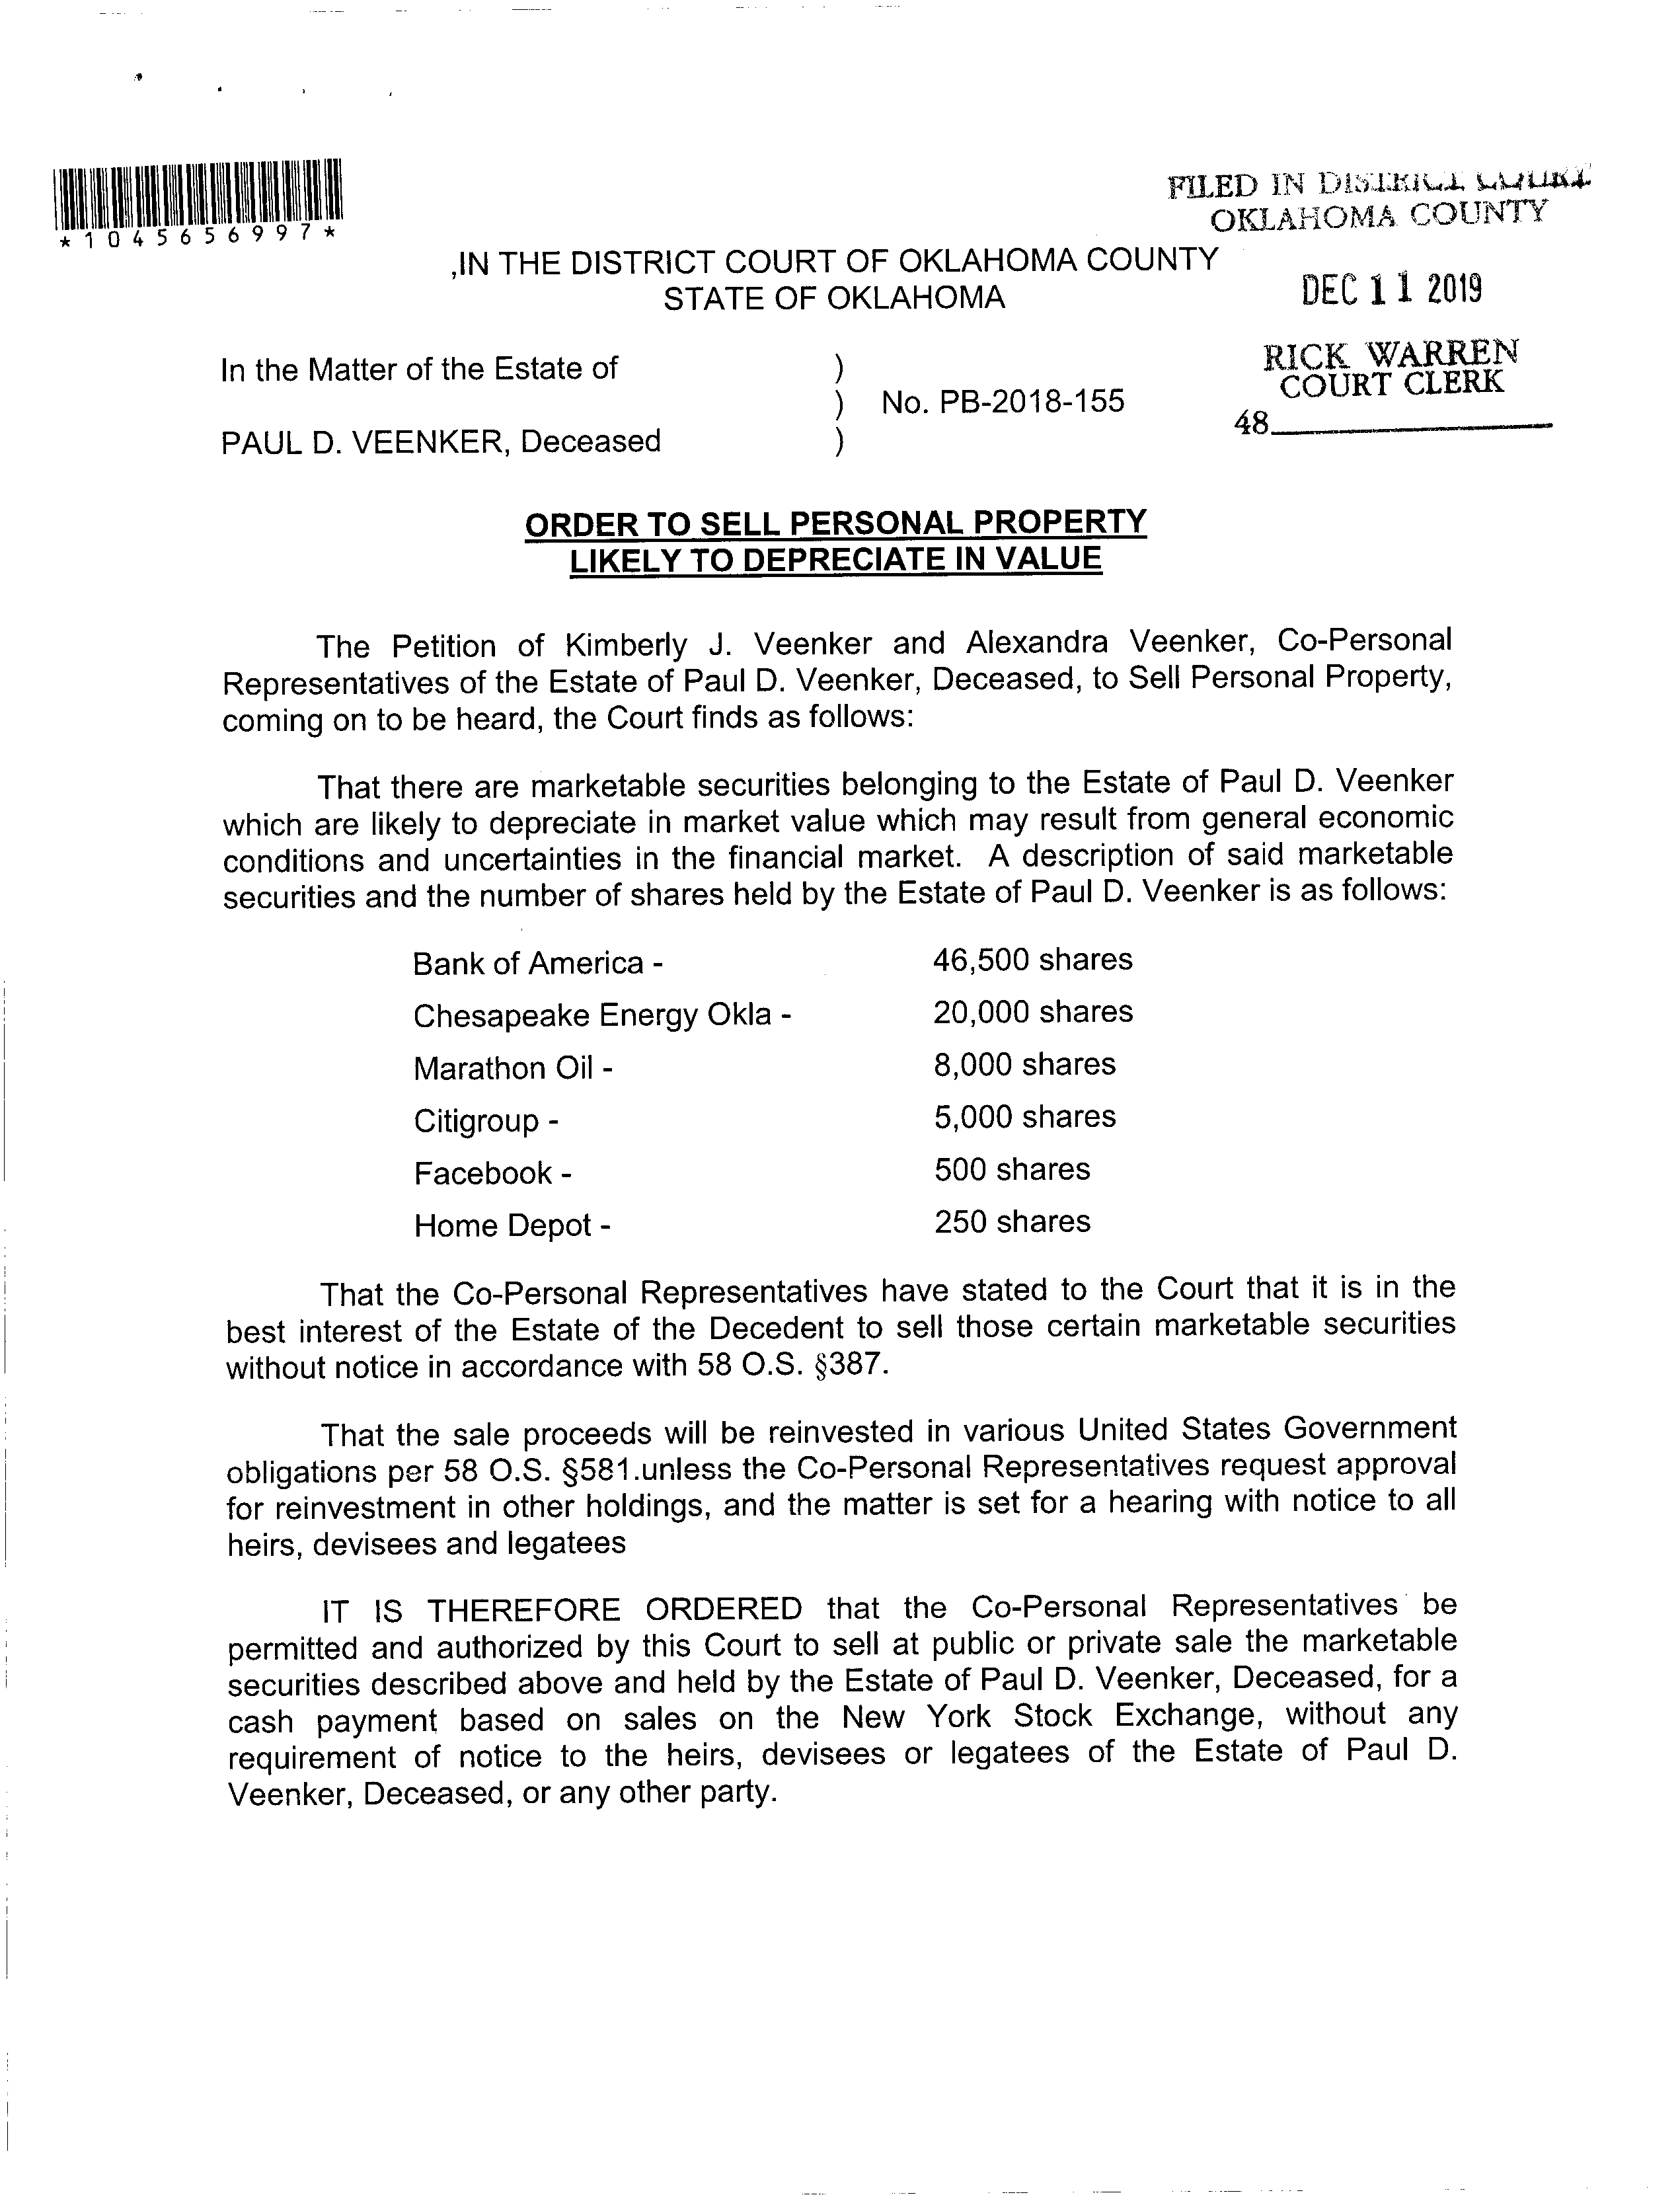 *1045656997*
FILED IN DISTRICT COURT
OKLAHOMA COUNTY
,IN THE DISTRICT COURT OF OKLAHOMA COUNTY
STATE OF OKLAHOMA
DEC 11 2019
RICK WARREN
COURT CLERK
48
In the Matter of the Estate of )
) No. PB-2018-155
PAUL D. VEENKER, Deceased )
ORDER TO SELL PERSONAL PROPERTY
LIKELY TO DEPRECIATE IN VALUE
The Petition of Kimberly J. Veenker and Alexandra Veenker, Co-Personal
Representatives of the Estate of Paul D. Veenker, Deceased, to Sell Personal Property,
coming on to be heard, the Court finds as follows:
That there are marketable securities belonging to the Estate of Paul D. Veenker
which are likely to depreciate in market value which may result from general economic
conditions and uncertainties in the financial market. A description of said marketable
securities and the number of shares held by the Estate of Paul D. Veenker is as follows:
Bank of America - 46,500 shares
Chesapeake Energy Okla - 20,000 shares
Marathon Oil - 8,000 shares
Citigroup - 5,000 shares
Facebook - 500 shares
Home Depot - 250 shares
That the Co-Personal Representatives have stated to the Court that it is in the
best interest of the Estate of the Decedent to sell those certain marketable securities
without notice in accordance with 58 O.S. §387.
That the sale proceeds will be reinvested in various United States Government
obligations per 58 O.S. §581.unless the Co-Personal Representatives request approval
for reinvestment in other holdings, and the matter is set for a hearing with notice to all
heirs, devisees and legatees
IT IS THEREFORE ORDERED that the Co-Personal Representatives be
permitted and authorized by this Court to sell at public or private sale the marketable
securities described above and held by the Estate of Paul D. Veenker, Deceased, for a
cash payment based on sales on the New York Stock Exchange, without any
requirement of notice to the heirs, devisees or legatees of the Estate of Paul D.
Veenker, Deceased, or any other party.